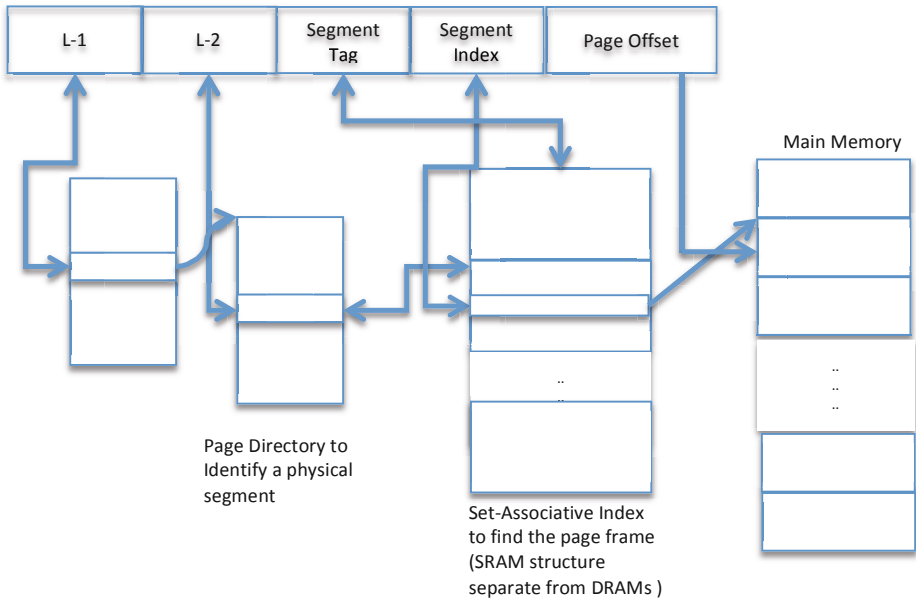 L-1
L-2
Segment
Tag
Segment
Index
Page Offset
Main Memory
..
..
..
..
..
Page Directory to
Identify a physical
segment
Set-Associative Index
to find the page frame
(SRAM structure
separate from DRAMs )